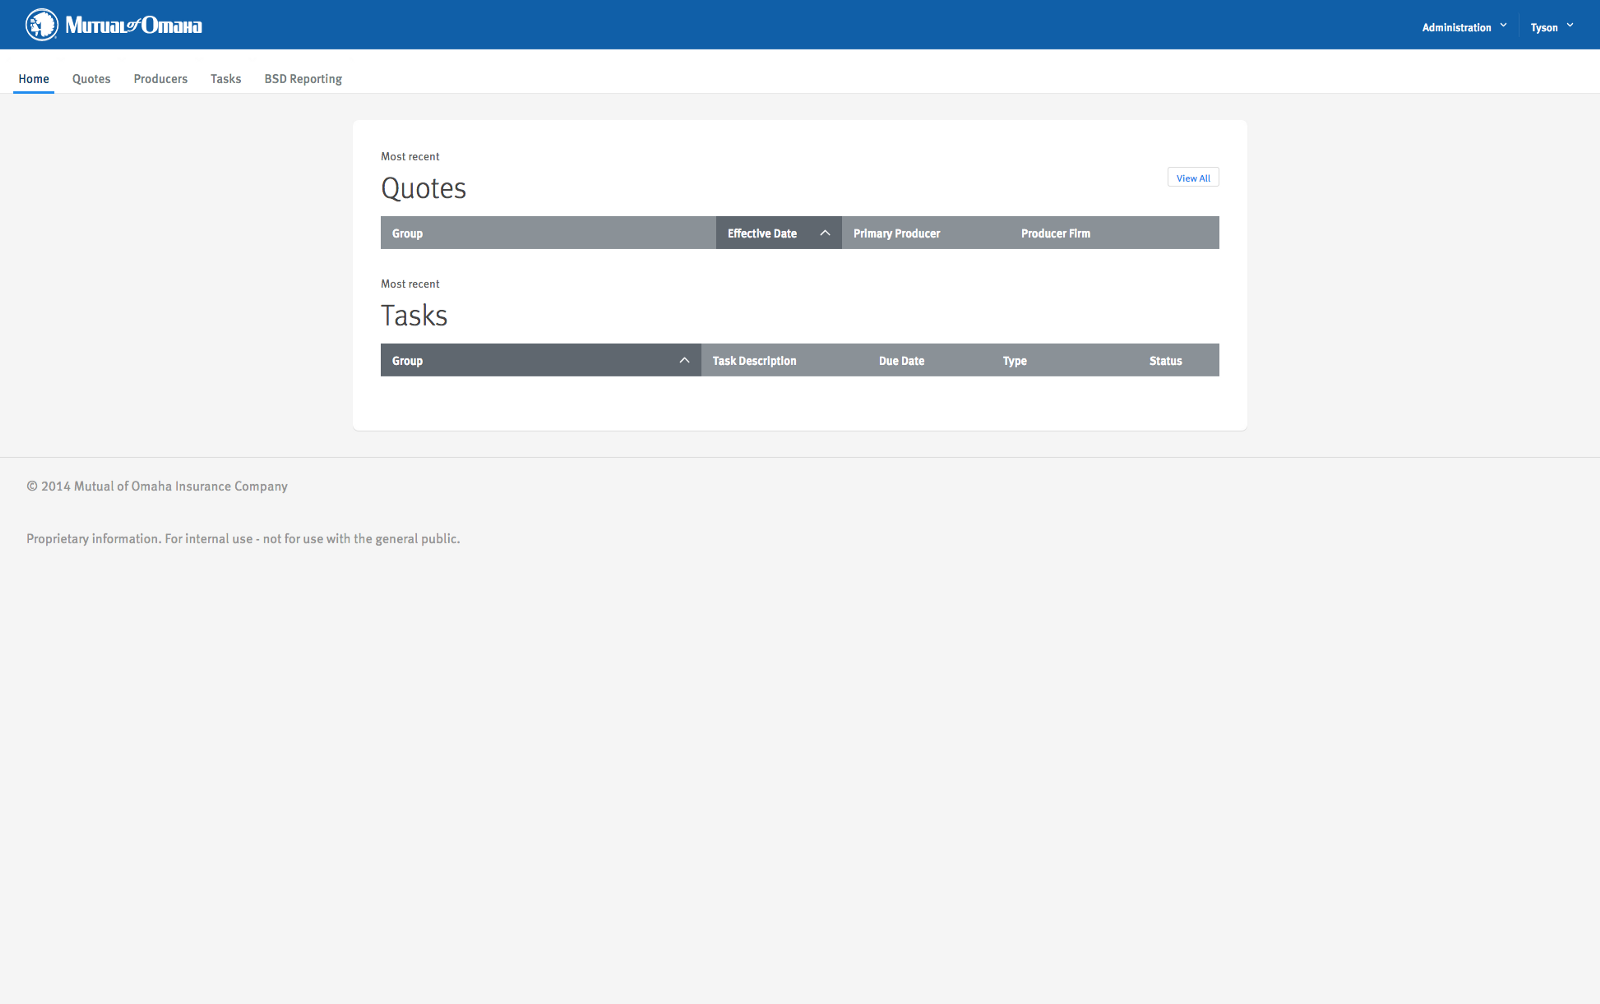 Mutual of Omaha
Administration
Tyson
Home Quotes Producers Tasks BSD Reporting
Most recent
Quotes
View All
Group Effective Date Primary Producer Producer Firm
Most recent
Tasks
Group Task Description Due Date Type Status
© 2014 Mutual of Omaha Insurance Company
Proprietary information. For internal use - not for use with the general public.